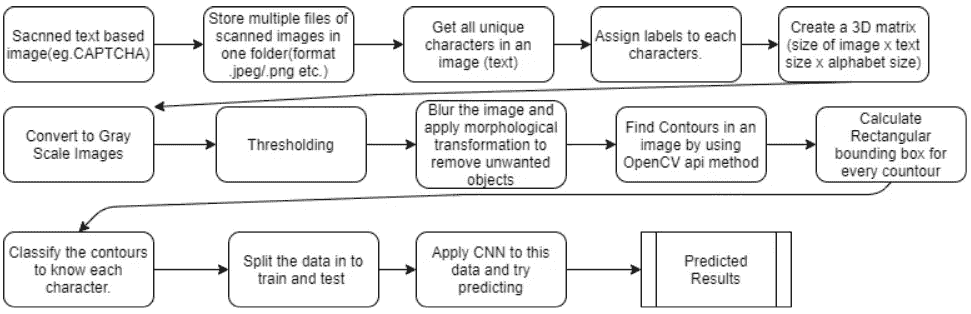 Sacnned text based
image(eg.CAPTCHA)
Store multiple files of
scanned images in
one folder(format
.jpeg/.png etc.)
Get all unique
characters in an
image (text)
Assign labels to each
characters.
Create a 3D matrix
(size of image x text
size x alphabet size)
Convert to Gray
Scale Images
Thresholding
Blur the image and
apply morphological
transformation to
remove unwanted
objects
Find Contours in an
image by using
OpenCV api method
Calculate
Rectangular
bounding box for
every countour
Classify the contours
to know each
character.
Split the data in to
train and test
Apply CNN to this
data and try
predicting
Predicted
Results